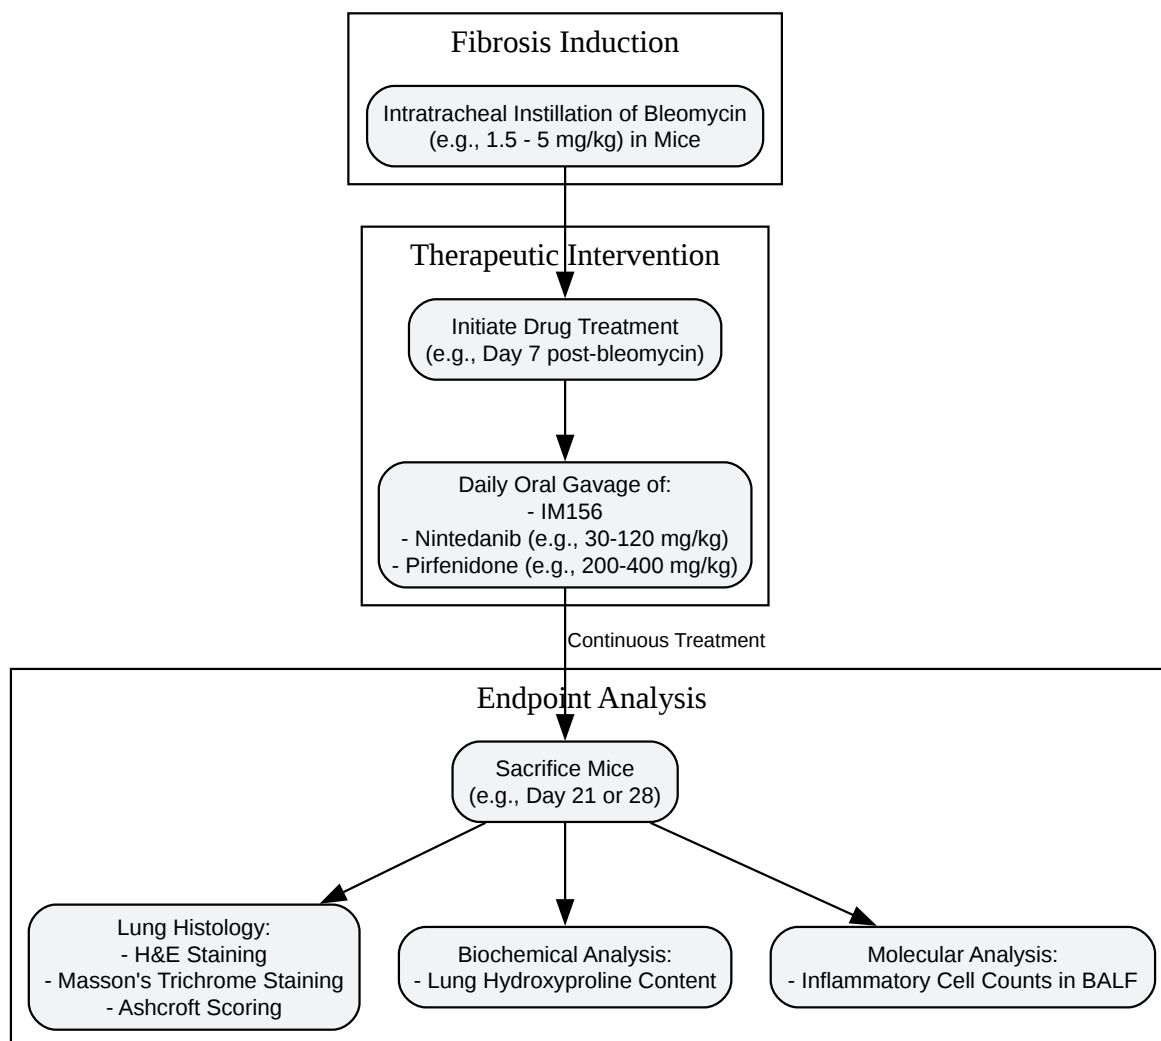 Fibrosis Induction
Intratracheal Instillation of Bleomycin
(e.g., 1.5 - 5 mg/kg) in Mice
Therapeutic Intervention
Initiate Drug Treatment
(e.g., Day 7 post-bleomycin)
Daily Oral Gavage of:
- IM156
- Nintedanib (e.g., 30-120 mg/kg)
- Pirfenidone (e.g., 200-400 mg/kg)
Continuous Treatment
Endpoint Analysis
Sacrifice Mice
(e.g., Day 21 or 28)
Lung Histology:
- H&E Staining
- Masson's Trichrome Staining
- Ashcroft Scoring
Biochemical Analysis:
- Lung Hydroxyproline Content
Molecular Analysis:
- Inflammatory Cell Counts in BALF